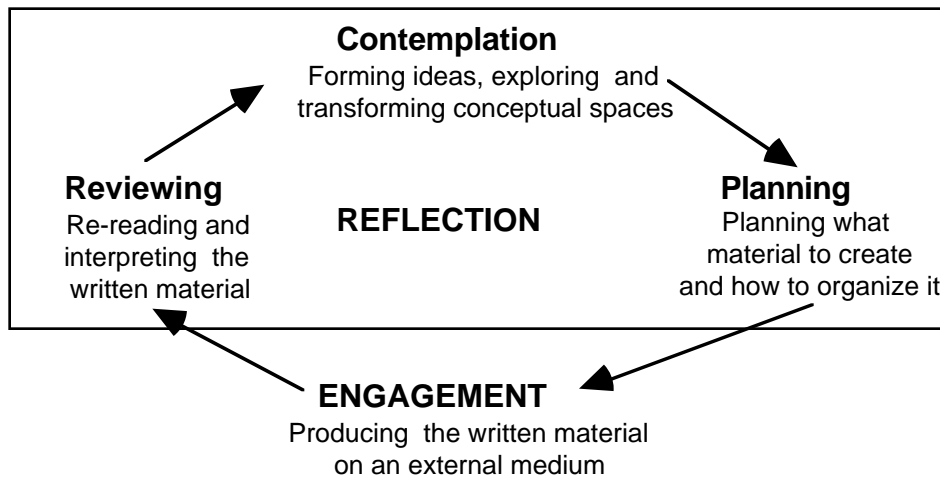 Contemplation
Forming ideas, exploring and
transforming conceptual spaces
Reviewing
Re-reading and
interpreting the
written material
REFLECTION
Planning
Planning what
material to create
and how to organize it
ENGAGEMENT
Producing the written material
on an external medium